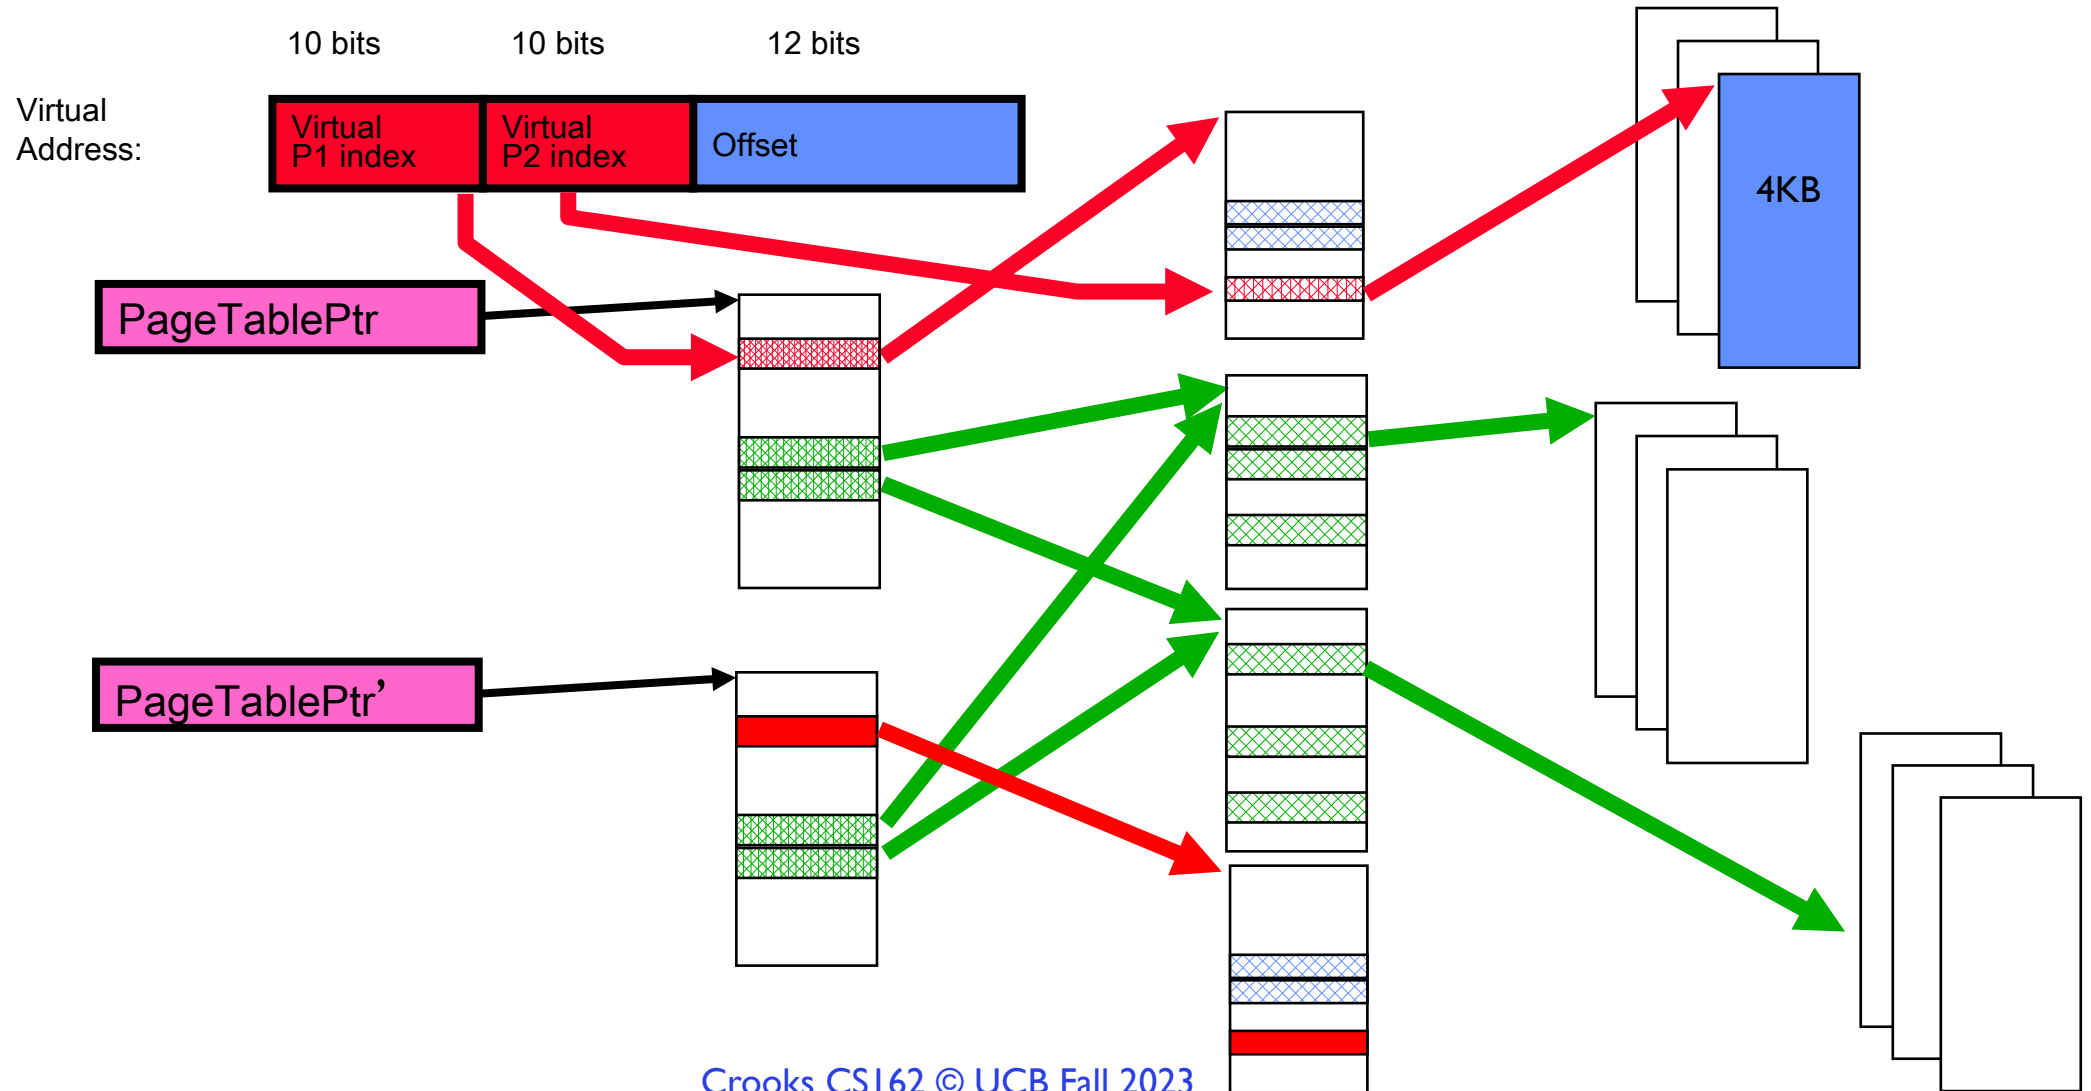 10 bits
10 bits
12 bits
Virtual
Address:
Virtual
P1 index
Virtual
P2 index
Offset
4KB
PageTablePtr
PageTablePtr’
Crooks CS162 © UCB Fall 2023